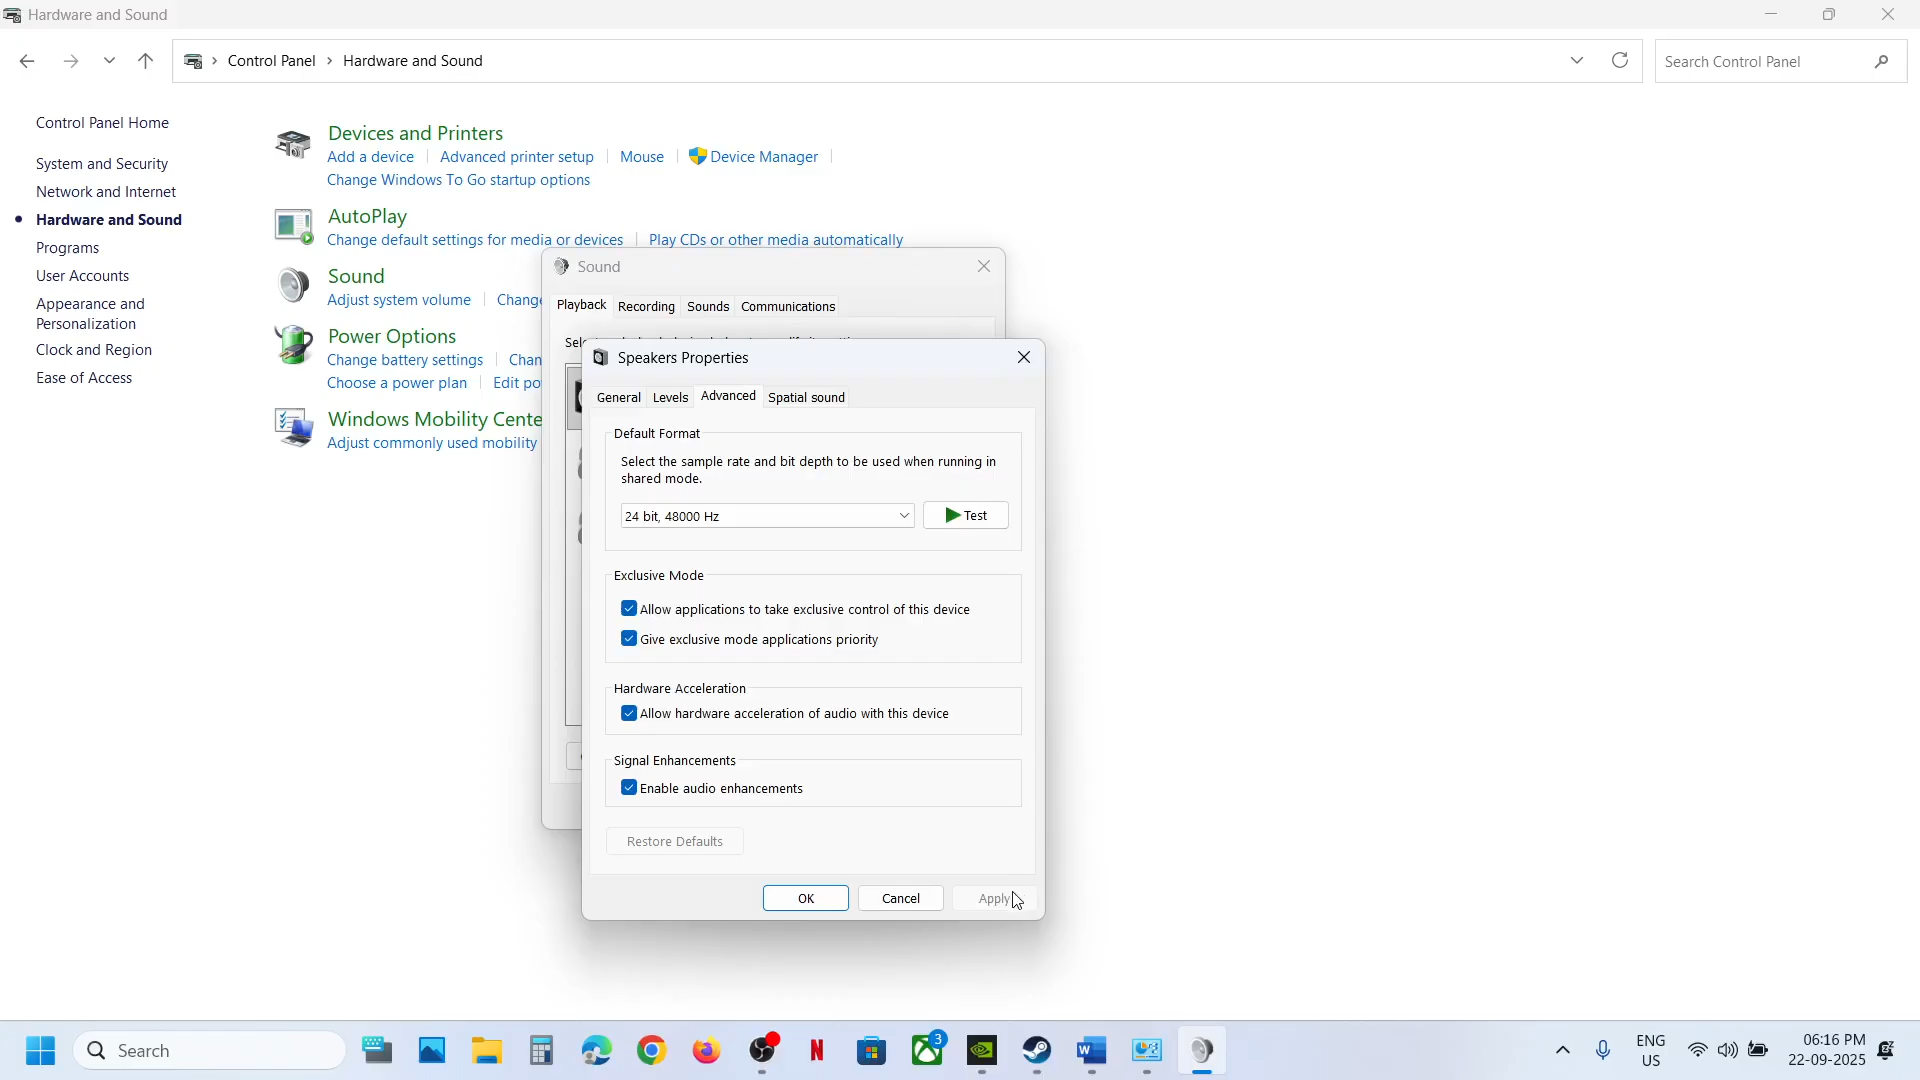 Hardware and Sound
Control Panel > Hardware and Sound
Search Control Panel
Control Panel Home
System and Security
Network and Internet
Hardware and Sound
Programs
User Accounts
Appearance and
Personalization
Clock and Region
Ease of Access
Devices and Printers
Add a device
Advanced printer setup
Mouse
Device Manager
Change Windows To Go startup options
AutoPlay
Change default settings for media or devices
Play CDs or other media automatically
Sound
Adjust system volume
Power Options
Change battery settings
Choose a power plan
Windows Mobility
Adjust commonly used mobility
Sound
Playback
Recording
Sounds
Communications
Speakers Properties
General
Levels
Advanced
Spatial sound
Default Format
Select the sample rate and bit depth to be used when running in
shared mode.
24 bit, 48000 Hz
Test
Exclusive Mode
Allow applications to take exclusive control of this device
Give exclusive mode applications priority
Hardware Acceleration
Allow hardware acceleration of audio with this device
Signal Enhancements
Enable audio enhancements
Restore Defaults
OK
Cancel
Apply
Search
3
ENG
US
06:16 PM
22-09-2025